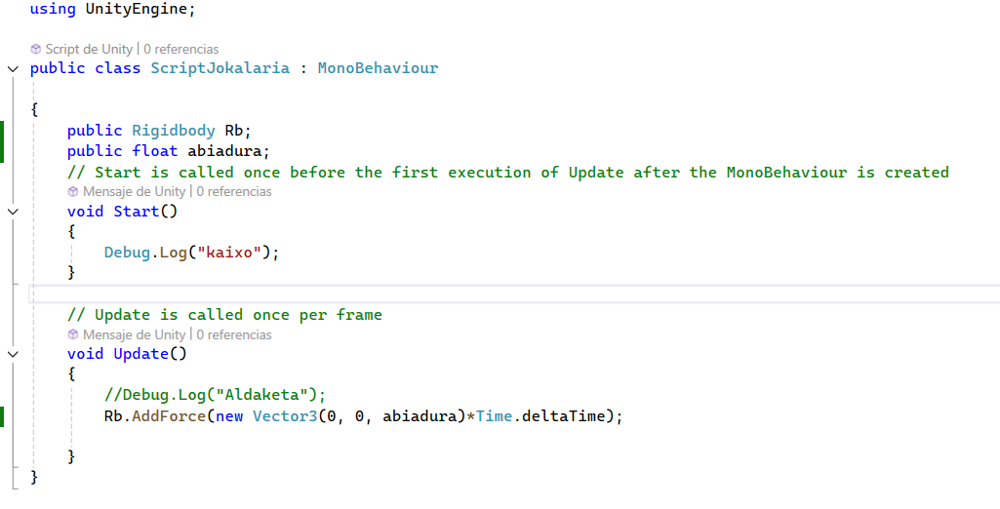 using UnityEngine;
Script de Unity | 0 referencias
public class ScriptJokalaria : MonoBehaviour
{
public Rigidbody Rb;
public float abiadura;
// Start is called once before the first execution of Update after the MonoBehaviour is created
Mensaje de Unity | 0 referencias
void Start()
{
Debug.Log("kaixo");
}
// Update is called once per frame
Mensaje de Unity | 0 referencias
void Update()
{
//Debug.Log("Aldaketa");
Rb.AddForce(new Vector3(0, 0, abiadura)*Time.deltaTime);
}
}